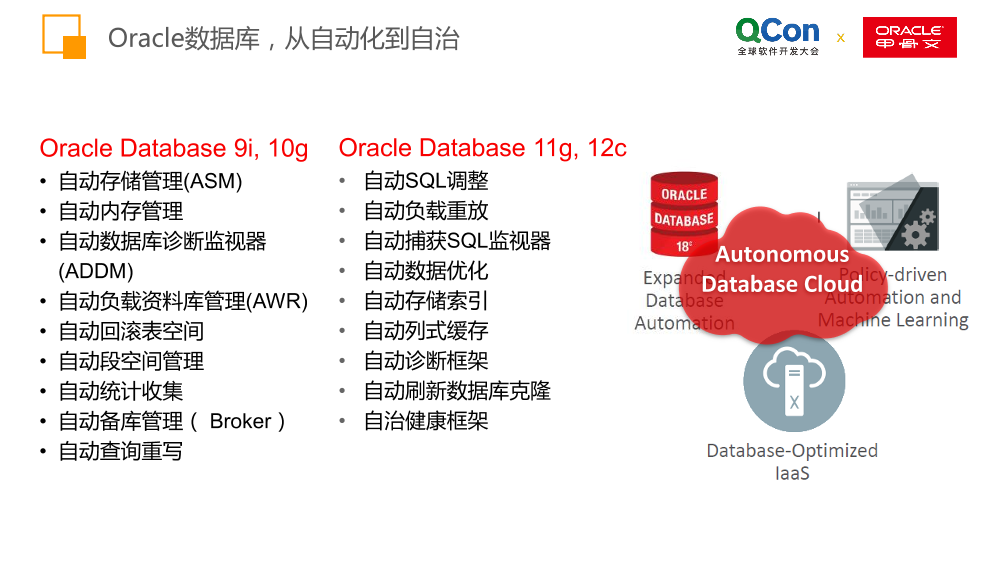 Oracle数据库，从自动化到自治
QCon
全球软件开发大会
x
ORACLE
甲骨文
Oracle Database 9i, 10g
• 自动存储管理(ASM)
• 自动内存管理
• 自动数据库诊断监视器
(ADDM)
• 自动负载资料库管理(AWR)
• 自动回滚表空间
• 自动段空间管理
• 自动统计收集
• 自动备库管理（ Broker ）
• 自动查询重写
Oracle Database 11g, 12c
• 自动SQL调整
• 自动负载重放
• 自动捕获SQL监视器
• 自动数据优化
• 自动存储索引
• 自动列式缓存
• 自动诊断框架
• 自动刷新数据库克隆
• 自治健康框架
ORACLE
DATABASE
18c
Autonomous
Database Cloud
Expanded
Database
Automation
Policy-driven
Automation and
Machine Learning
X
Database-Optimized
IaaS